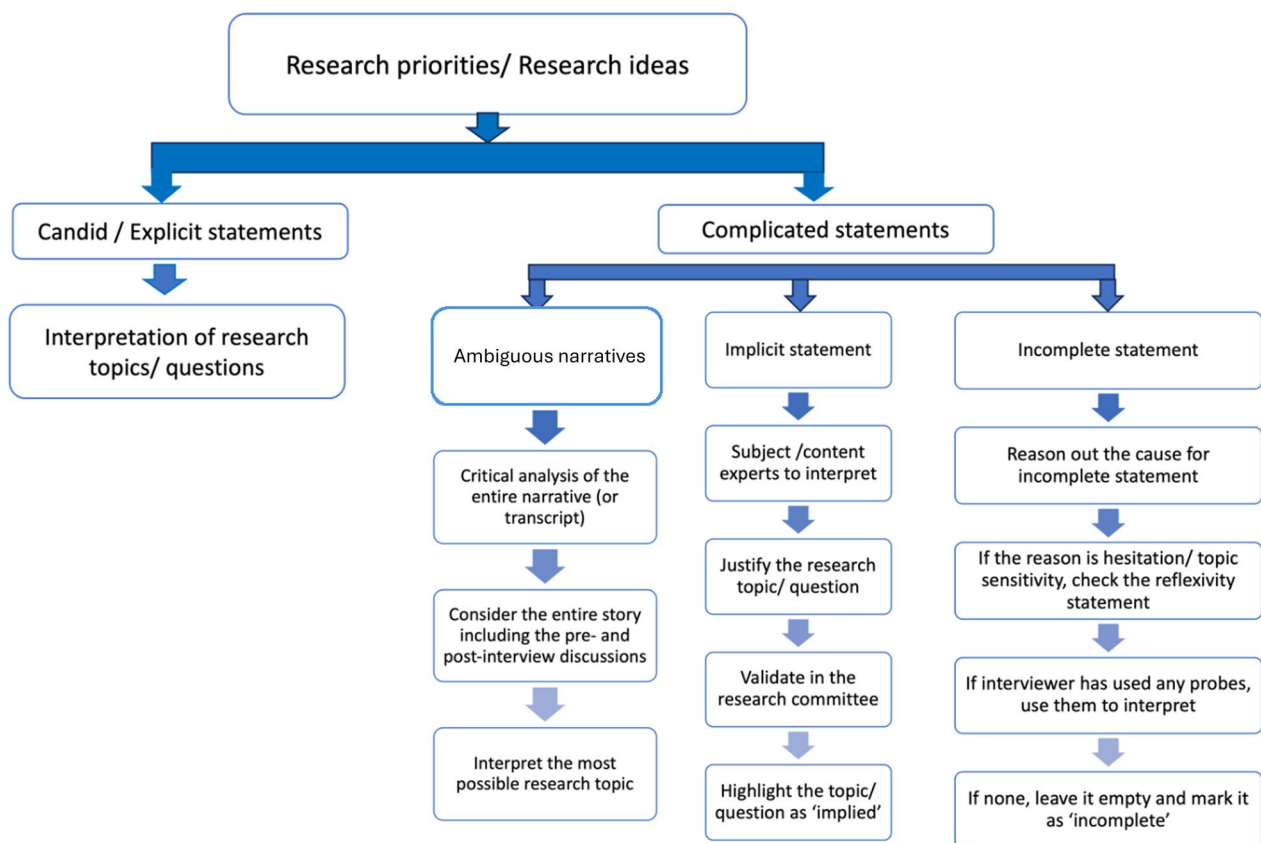 Research priorities/ Research ideas
Candid / Explicit statements
Complicated statements
Interpretation of research
topics/ questions
Ambiguous narratives
Implicit statement
Incomplete statement
Critical analysis of the
entire narrative (or
transcript)
Subject /content
experts to interpret
Reason out the cause for
incomplete statement
Consider the entire story
including the pre- and
post-interview discussions
Justify the research
topic/ question
If the reason is hesitation/ topic
sensitivity, check the reflexivity
statement
Interpret the most
possible research topic
Validate in the
research committee
If interviewer has used any probes,
use them to interpret
Highlight the topic/
question as ‘implied’
If none, leave it empty and mark it
as ‘incomplete’